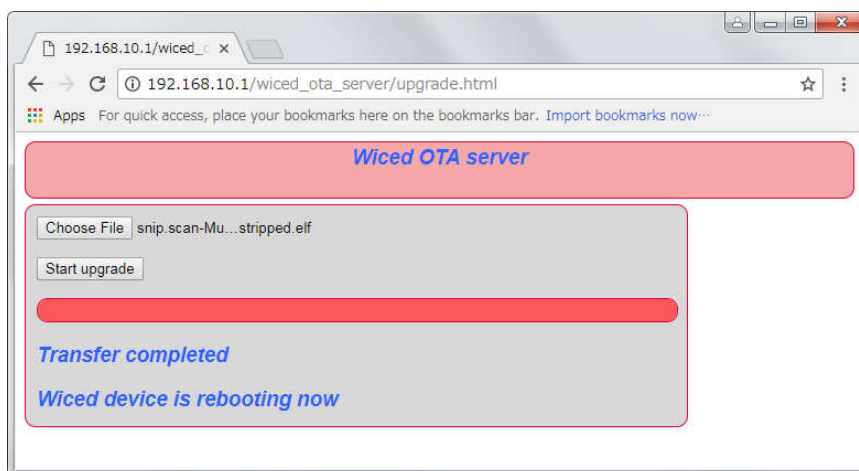 192.168.10.1/wiced_
192.168.10.1/wiced_ota_server/upgrade.html
Apps For quick access, place your bookmarks here on the bookmarks bar. Import bookmarks now…
Wiced OTA server
Choose File snip.scan-Mu...stripped.elf
Start upgrade
Transfer completed
Wiced device is rebooting now